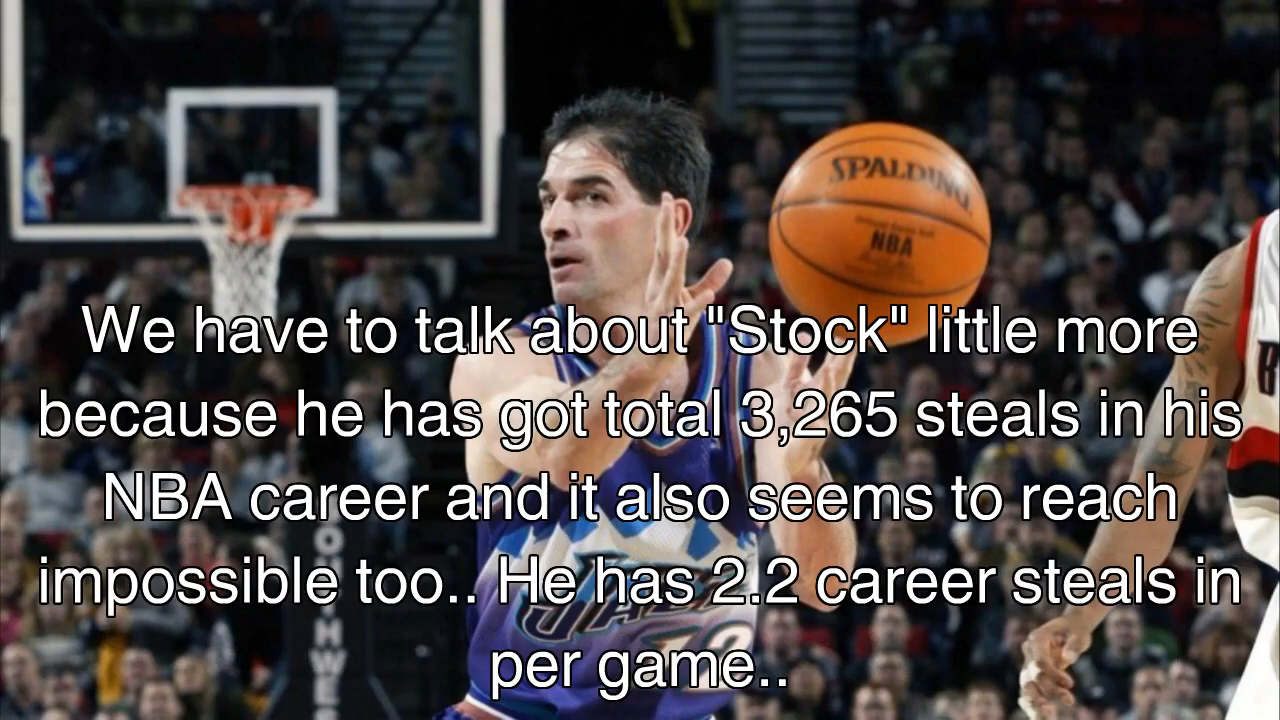 SPALDING
NBA
We have to talk about "Stock" little more
because he has got total 3,265 steals in his
NBA career and it also seems to reach
impossible too.. He has 2.2 career steals in
per game..